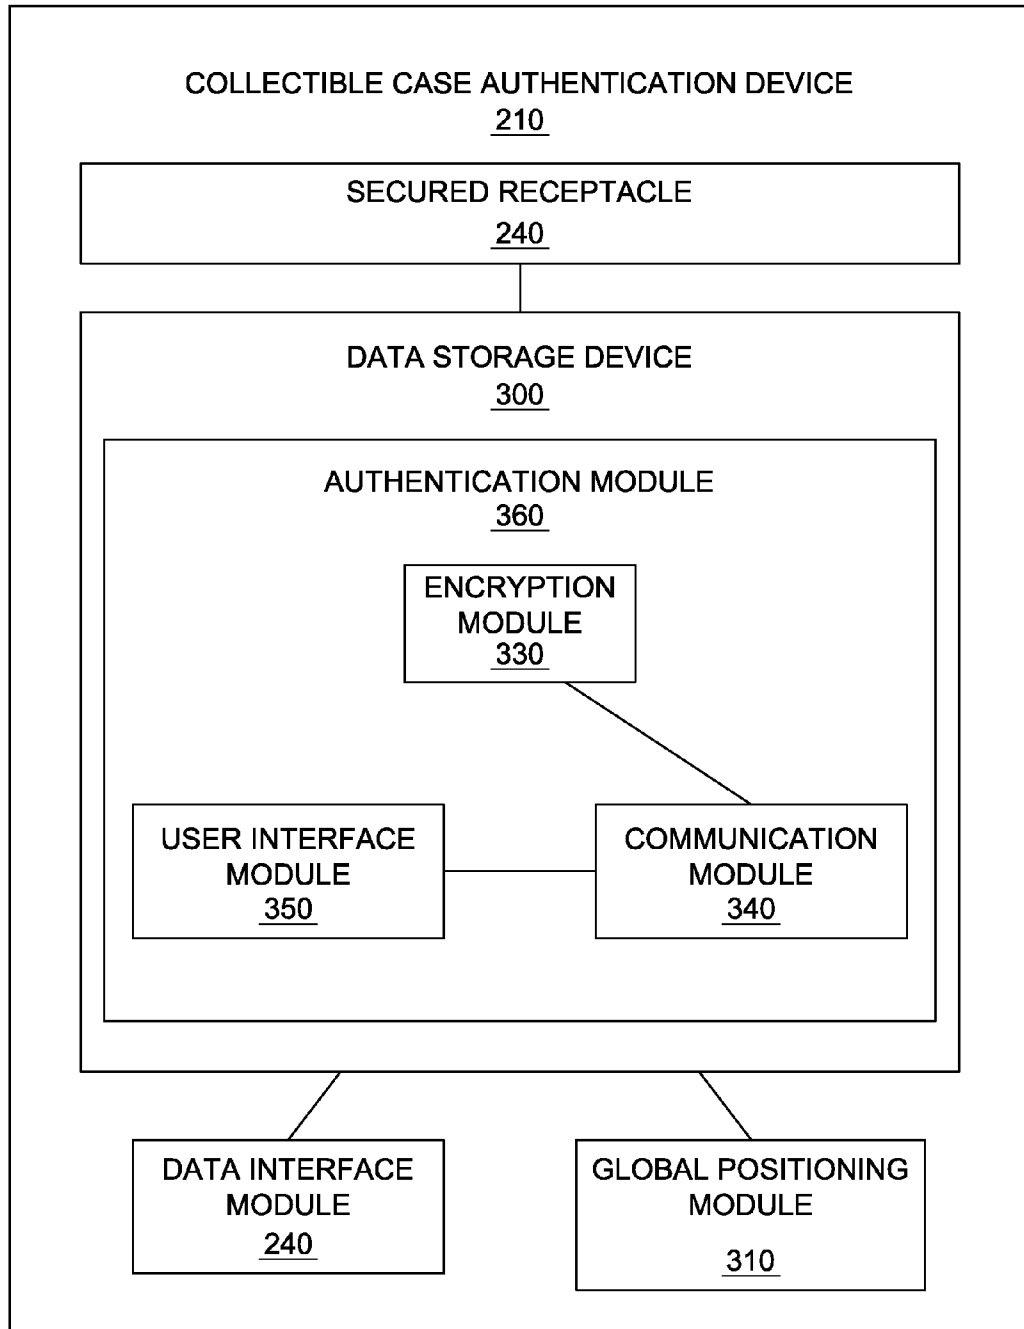 COLLECTIBLE CASE AUTHENTICATION DEVICE
210
SECURED RECEPTACLE
240
DATA STORAGE DEVICE
300
AUTHENTICATION MODULE
360
ENCRYPTION
MODULE
330
USER INTERFACE
MODULE
350
COMMUNICATION
MODULE
340
DATA INTERFACE
MODULE
240
GLOBAL POSITIONING
MODULE
310